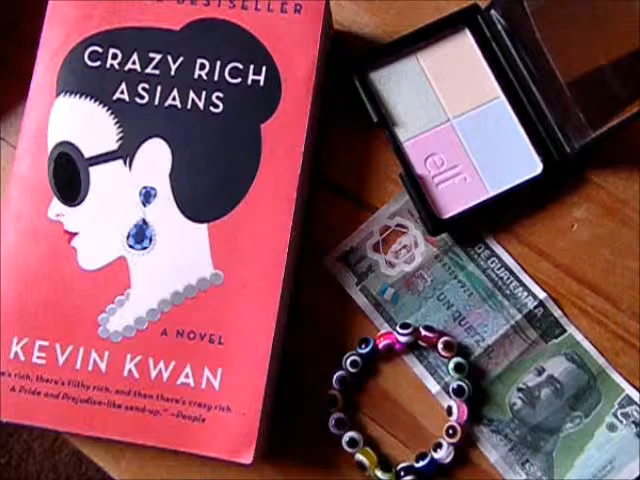 BESTSELLER
CRAZY RICH
ASIANS
A NOVEL
KEVIN KWAN
rich, there's filthy rich, and then there's crazy rich
"A Pride and Prejudice-like send-up." —People
elf
DE GUATEMALA
UN QUETZ